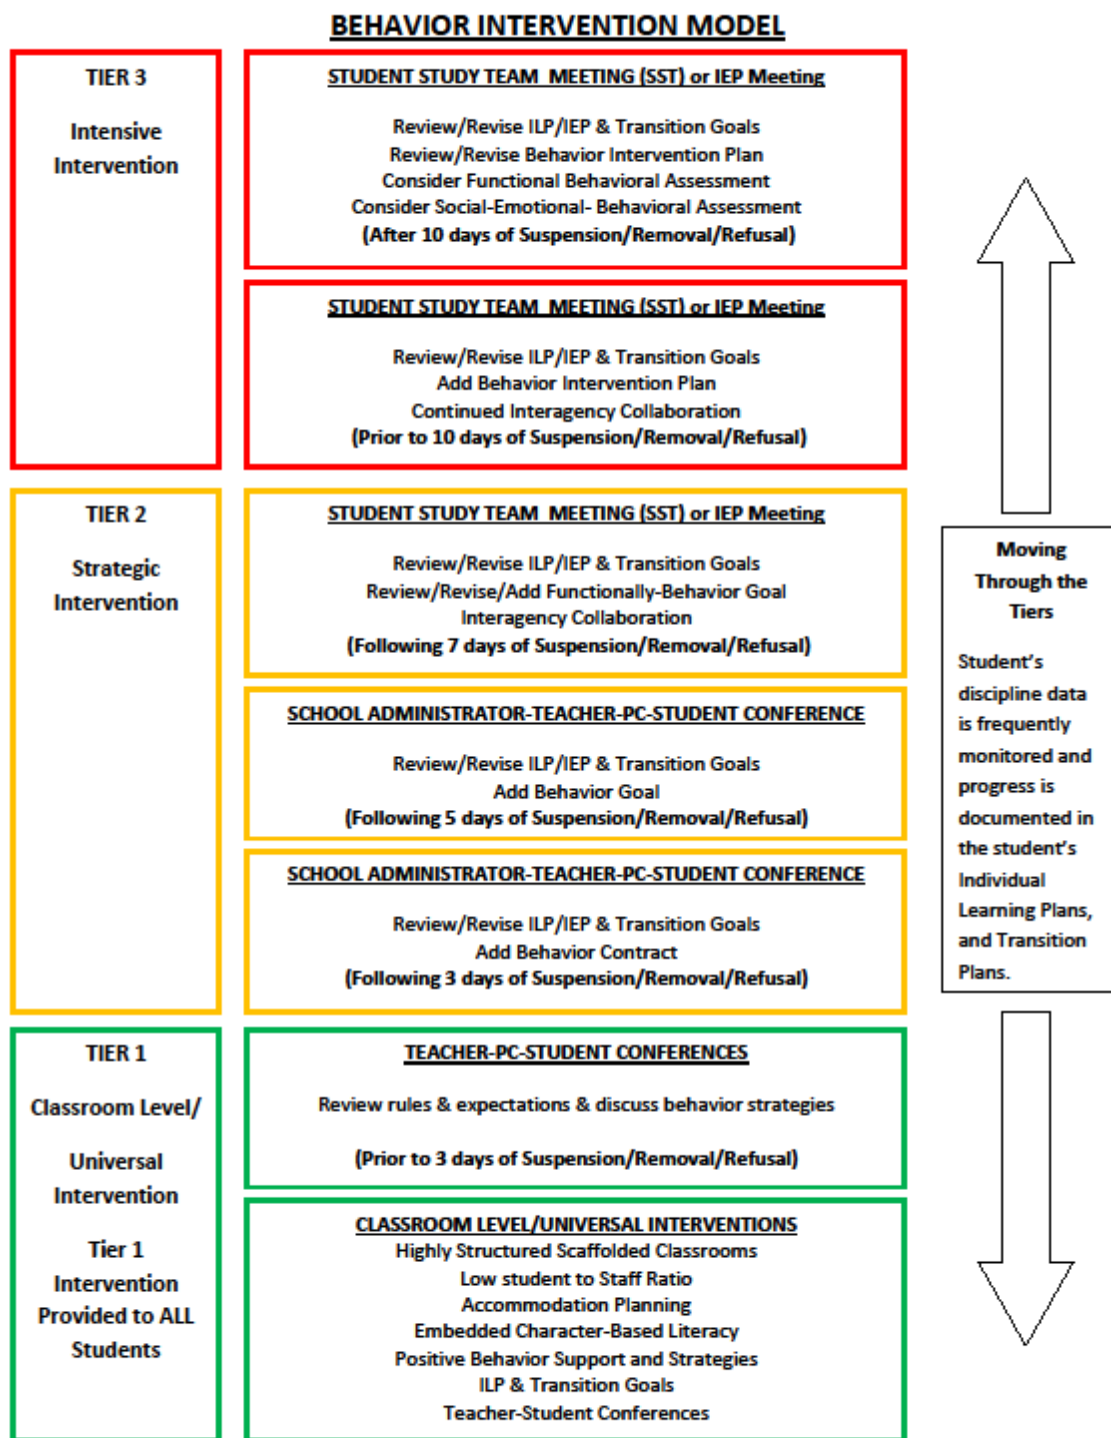 BEHAVIOR INTERVENTION MODEL
TIER 3
Intensive
Intervention
STUDENT STUDY TEAM MEETING (SST) or IEP Meeting
Review/Revise ILP/IEP & Transition Goals
Review/Revise Behavior Intervention Plan
Consider Functional Behavioral Assessment
Consider Social-Emotional- Behavioral Assessment
(After 10 days of Suspension/Removal/Refusal)
STUDENT STUDY TEAM MEETING (SST) or IEP Meeting
Review/Revise ILP/IEP & Transition Goals
Add Behavior Intervention Plan
Continued Interagency Collaboration
(Prior to 10 days of Suspension/Removal/Refusal)
TIER 2
Strategic
Intervention
STUDENT STUDY TEAM MEETING (SST) or IEP Meeting
Review/Revise ILP/IEP & Transition Goals
Review/Revise/Add Functionally-Behavior Goal
Interagency Collaboration
(Following 7 days of Suspension/Removal/Refusal)
SCHOOL ADMINISTRATOR-TEACHER-PC-STUDENT CONFERENCE
Review/Revise ILP/IEP & Transition Goals
Add Behavior Goal
(Following 5 days of Suspension/Removal/Refusal)
SCHOOL ADMINISTRATOR-TEACHER-PC-STUDENT CONFERENCE
Review/Revise ILP/IEP & Transition Goals
Add Behavior Contract
(Following 3 days of Suspension/Removal/Refusal)
TIER 1
Classroom Level/
Universal
Intervention
Tier 1
Intervention
Provided to ALL
Students
TEACHER-PC-STUDENT CONFERENCES
Review rules & expectations & discuss behavior strategies
(Prior to 3 days of Suspension/Removal/Refusal)
CLASSROOM LEVEL/UNIVERSAL INTERVENTIONS
Highly Structured Scaffolded Classrooms
Low student to Staff Ratio
Accommodation Planning
Embedded Character-Based Literacy
Positive Behavior Support and Strategies
ILP & Transition Goals
Teacher-Student Conferences
Moving
Through the
Tiers
Student's
discipline data
is frequently
monitored and
progress is
documented in
the student's
Individual
Learning Plans,
and Transition
Plans.